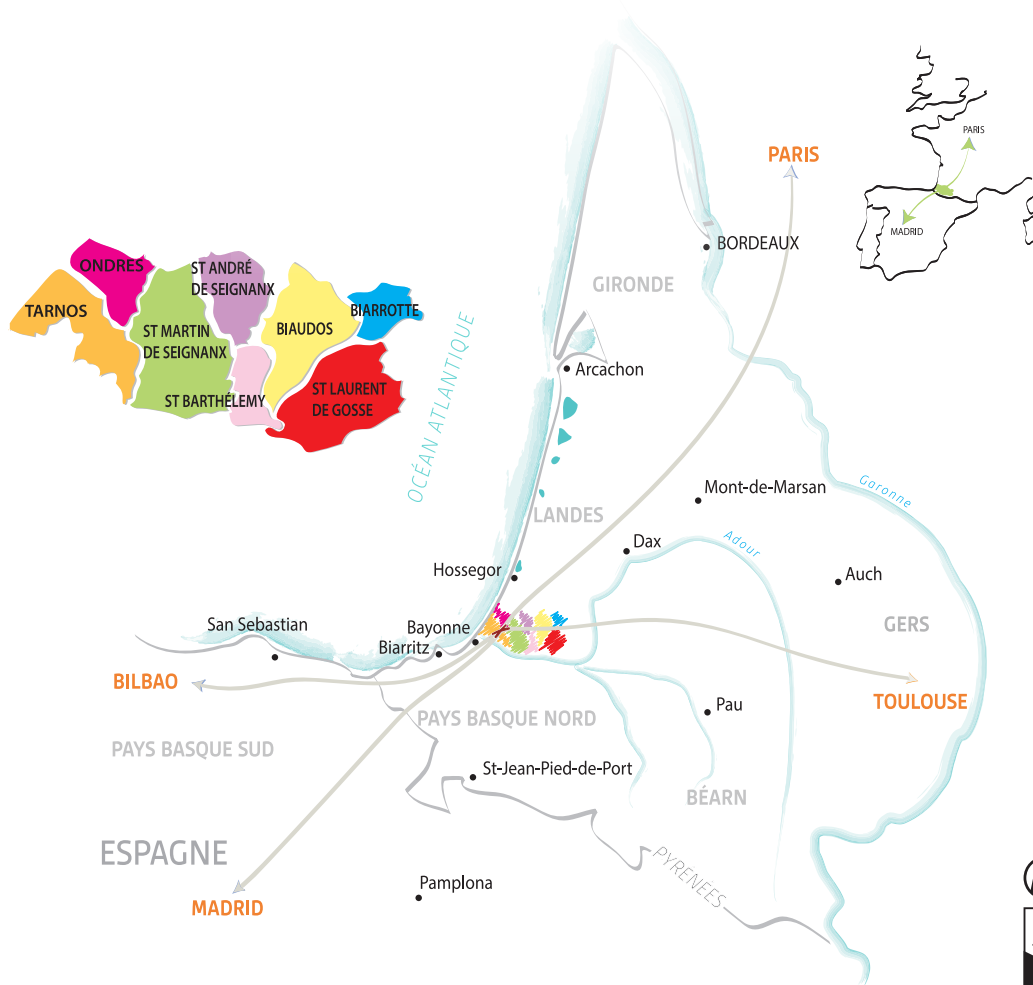 PARIS
PARIS
MADRID
BORDEAUX
GIRONDE
ONDRES
ST ANDRÉ
DE SEIGNANX
TARNOS
ST MARTIN
DE SEIGNANX
BIAUDOS
BIARROTTE
ST BARTHÉLEMY
ST LAURENT
DE GOSSE
OCÉAN ATLANTIQUE
Arcachon
Mont-de-Marsan
Garonne
LANDES
Dax
Adour
Hossegor
Auch
San Sebastian
Bayonne
Biarritz
GERS
BILBAO
TOULOUSE
PAYS BASQUE NORD
Pau
PAYS BASQUE SUD
St-Jean-Pied-de-Port
BÉARN
ESPAGNE
PYRENÉES
Pamplona
MADRID